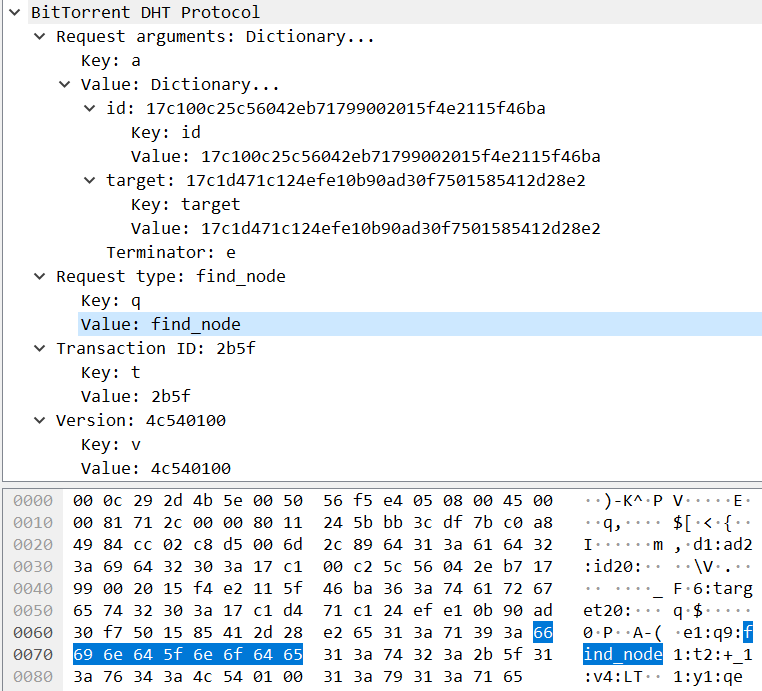 BitTorrent DHT Protocol
Request arguments: Dictionary...
Key: a
Value: Dictionary...
id: 17c100c25c56042eb71799002015f4e2115f46ba
Key: id
Value: 17c100c25c56042eb71799002015f4e2115f46ba
target: 17c1d471c124efe10b90ad30f7501585412d28e2
Key: target
Value: 17c1d471c124efe10b90ad30f7501585412d28e2
Terminator: e
Request type: find_node
Key: q
Value: find_node
Transaction ID: 2b5f
Key: t
Value: 2b5f
Version: 4c540100
Key: v
Value: 4c540100
0000 00 0c 29 2d 4b 5e 00 50 56 f5 e4 05 08 00 45 00 ··)-K^·P V·····E·
0010 00 81 71 2c 00 00 80 11 24 5b bb 3c df 7b c0 a8 ··q,···· $[·<·{··
0020 49 84 cc 02 c8 d5 00 6d 2c 89 64 31 3a 61 64 32 I······m ,·d1:ad2
0030 3a 69 64 32 30 3a 17 c1 00 c2 5c 56 04 2e b7 17 :id20:·· ··\V·.··
0040 99 00 20 15 f4 e2 11 5f 46 ba 36 3a 74 61 72 67 ·· ····_ F·6:targ
0050 65 74 32 30 3a 17 c1 d4 71 c1 24 ef e1 0b 90 ad et20:··· q·$·····
0060 30 f7 50 15 85 41 2d 28 e2 65 31 3a 71 39 3a 66 0·P··A-( ·e1:q9:f
0070 69 6e 64 5f 6e 6f 64 65 31 3a 74 32 3a 2b 5f 31 ind_node 1:t2:+_1
0080 3a 76 34 3a 4c 54 01 00 31 3a 79 31 3a 71 65 :v4:LT·· 1:y1:qe